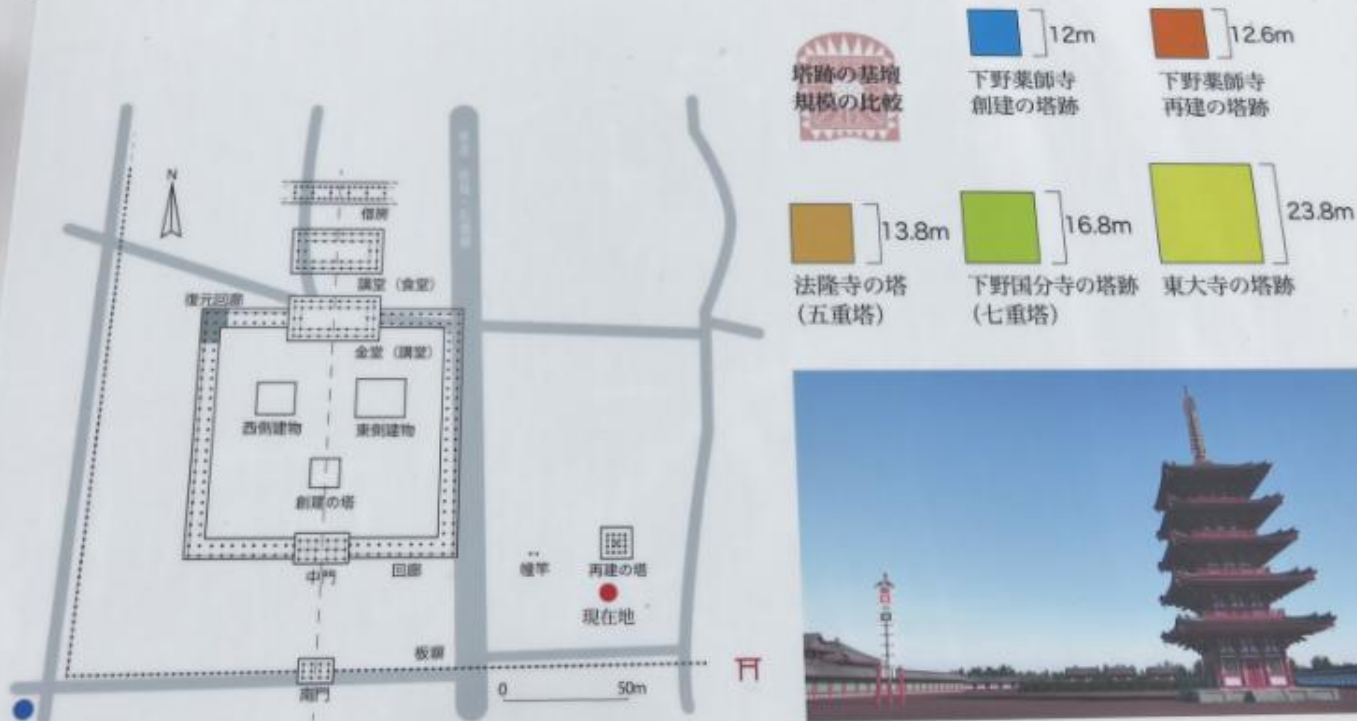 塔跡の基壇
規模の比較
12m
下野薬師寺
創建の塔跡
12.6m
下野薬師寺
再建の塔跡
13.8m
法隆寺の塔
(五重塔)
16.8m
下野国分寺の塔跡
(七重塔)
23.8m
東大寺の塔跡
N
僧房
講堂（食堂）
復元回廊
金堂（講堂）
西側建物
東側建物
創建の塔
中門
回廊
幢竿
再建の塔
現在地
板塀
南門
0
50m